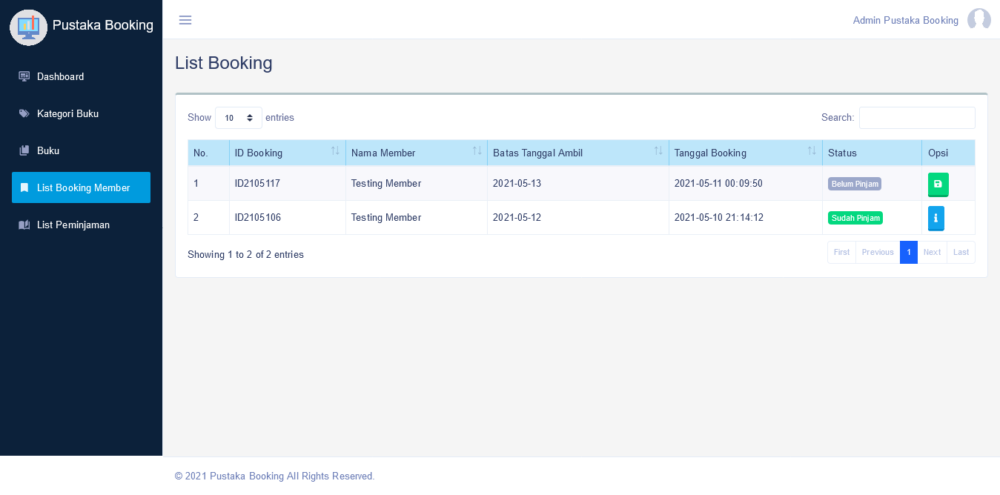 Pustaka Booking
Admin Pustaka Booking
Dashboard
Kategori Buku
Buku
List Booking Member
List Peminjaman
List Booking
Show 10 entries Search:
No. ID Booking Nama Member Batas Tanggal Ambil Tanggal Booking Status Opsi
1 ID2105117 Testing Member 2021-05-13 2021-05-11 00:09:50 Belum Pinjam
2 ID2105106 Testing Member 2021-05-12 2021-05-10 21:14:12 Sudah Pinjam
Showing 1 to 2 of 2 entries First Previous 1 Next Last
© 2021 Pustaka Booking All Rights Reserved.